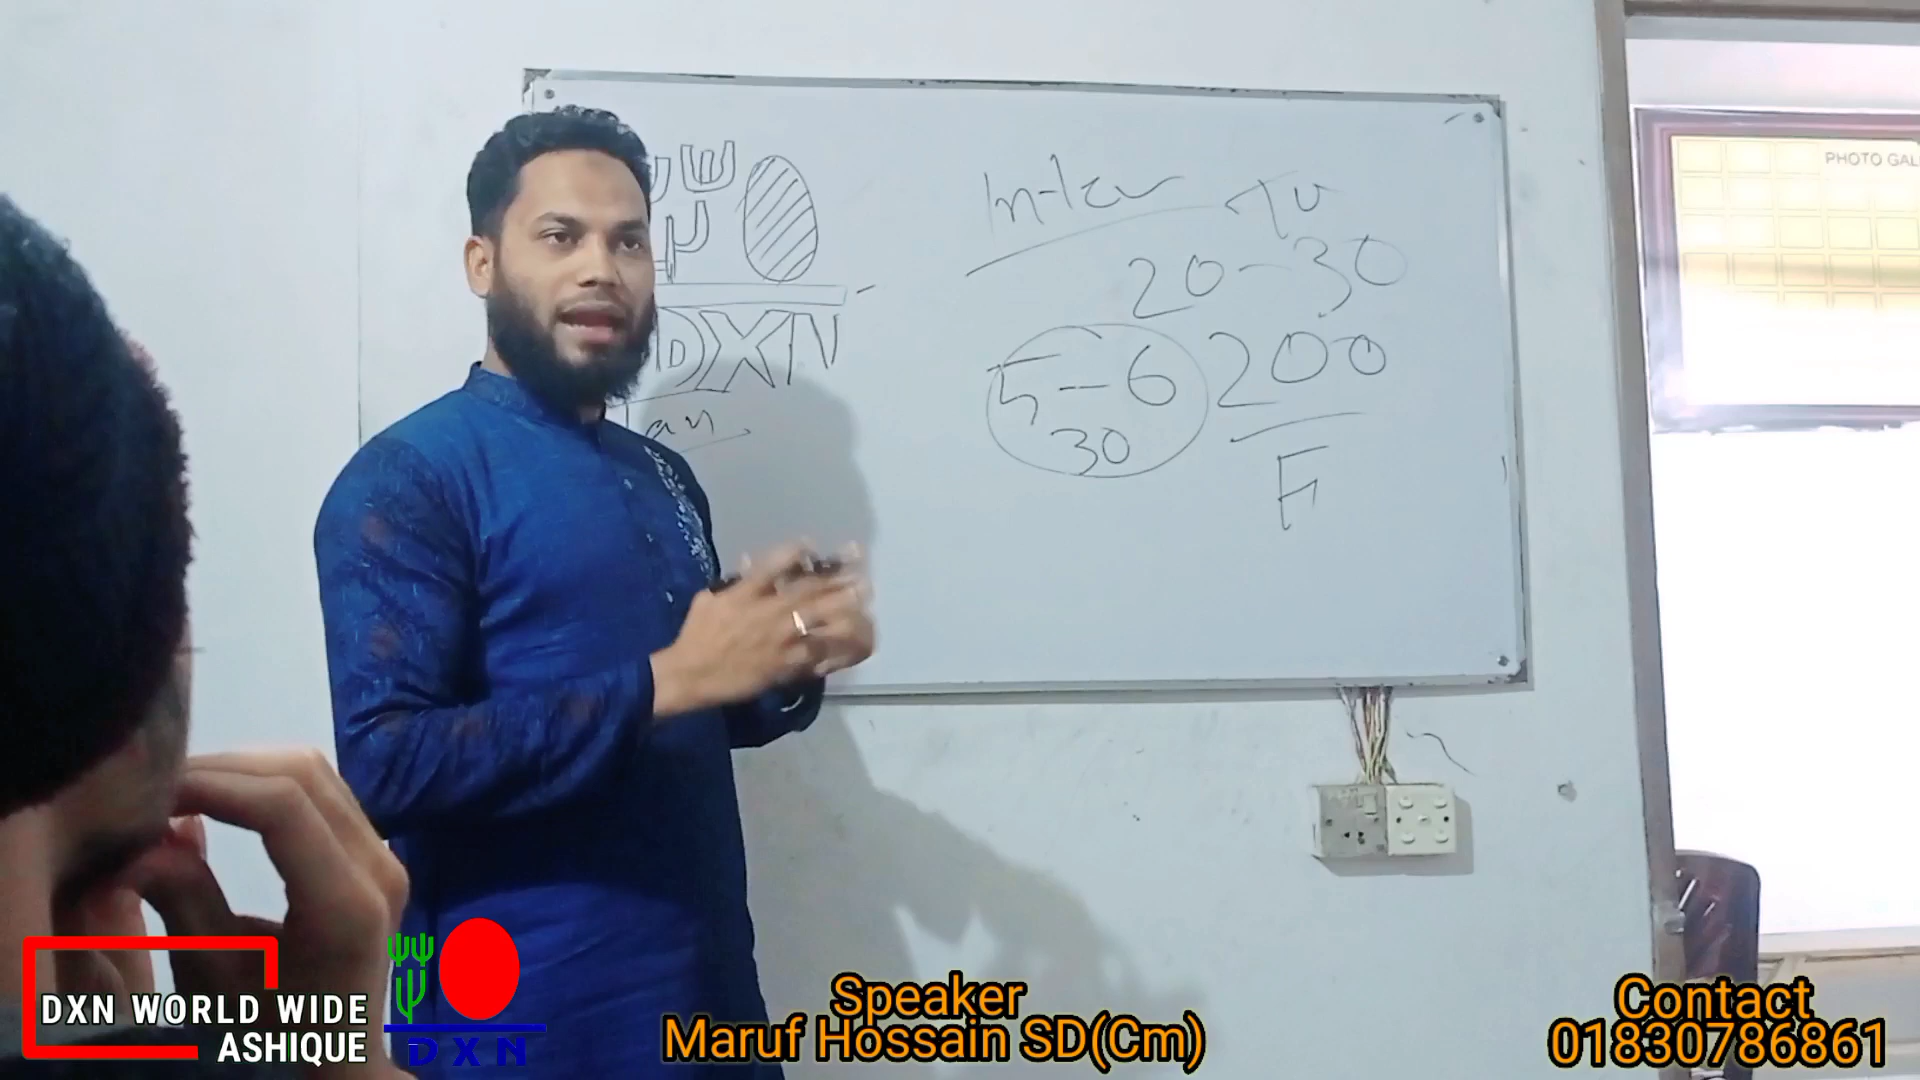 PHOTO GAL
DXN
20-30
5-6
30
200
F
DXN WORLD WIDE
ASHIQUE
DXN
Speaker
Maruf Hossain SD(Cm)
Contact
01830786861